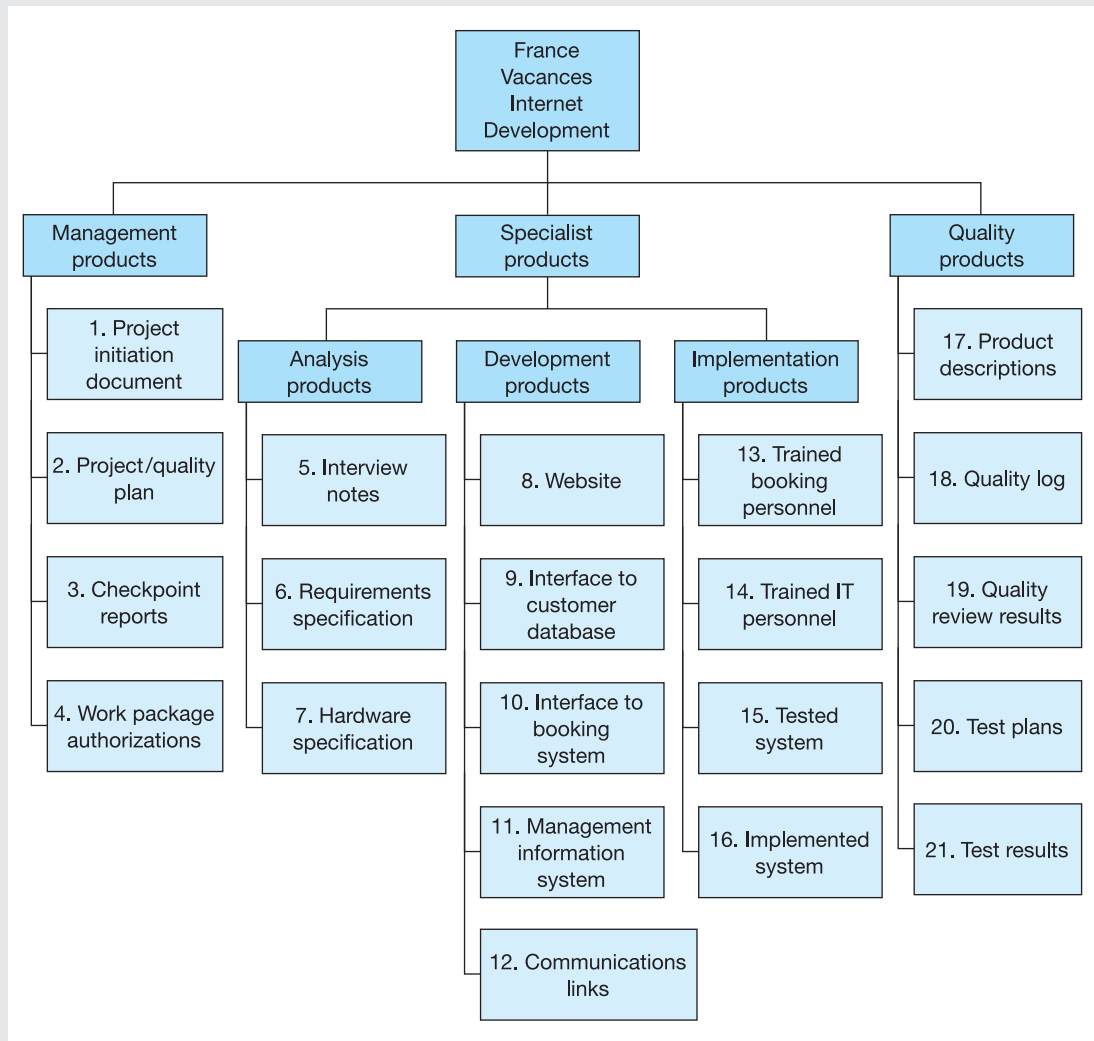 France
Vacances
Internet
Development
Management
products
Specialist
products
Quality
products
1. Project
initiation
document
2. Project/quality
plan
3. Checkpoint
reports
4. Work package
authorizations
Analysis
products
5. Interview
notes
6. Requirements
specification
7. Hardware
specification
Development
products
8. Website
9. Interface to
customer
database
10. Interface to
booking
system
11. Management
information
system
12. Communications
links
Implementation
products
13. Trained
booking
personnel
14. Trained IT
personnel
15. Tested
system
16. Implemented
system
17. Product
descriptions
18. Quality log
19. Quality
review results
20. Test plans
21. Test results